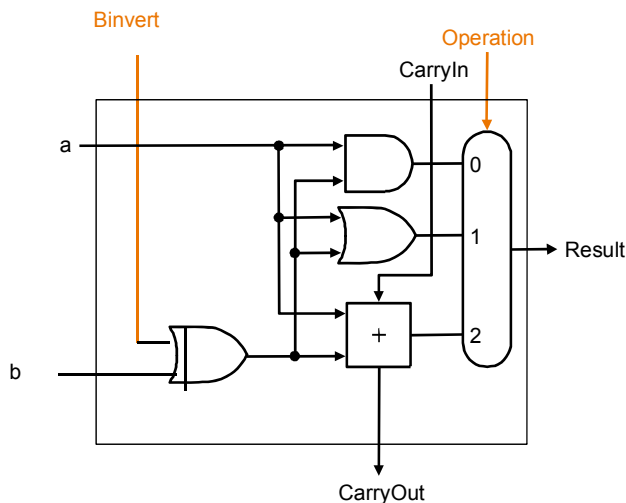 Binvert
Operation
CarryIn
a
0
1
Result
+
2
b
CarryOut